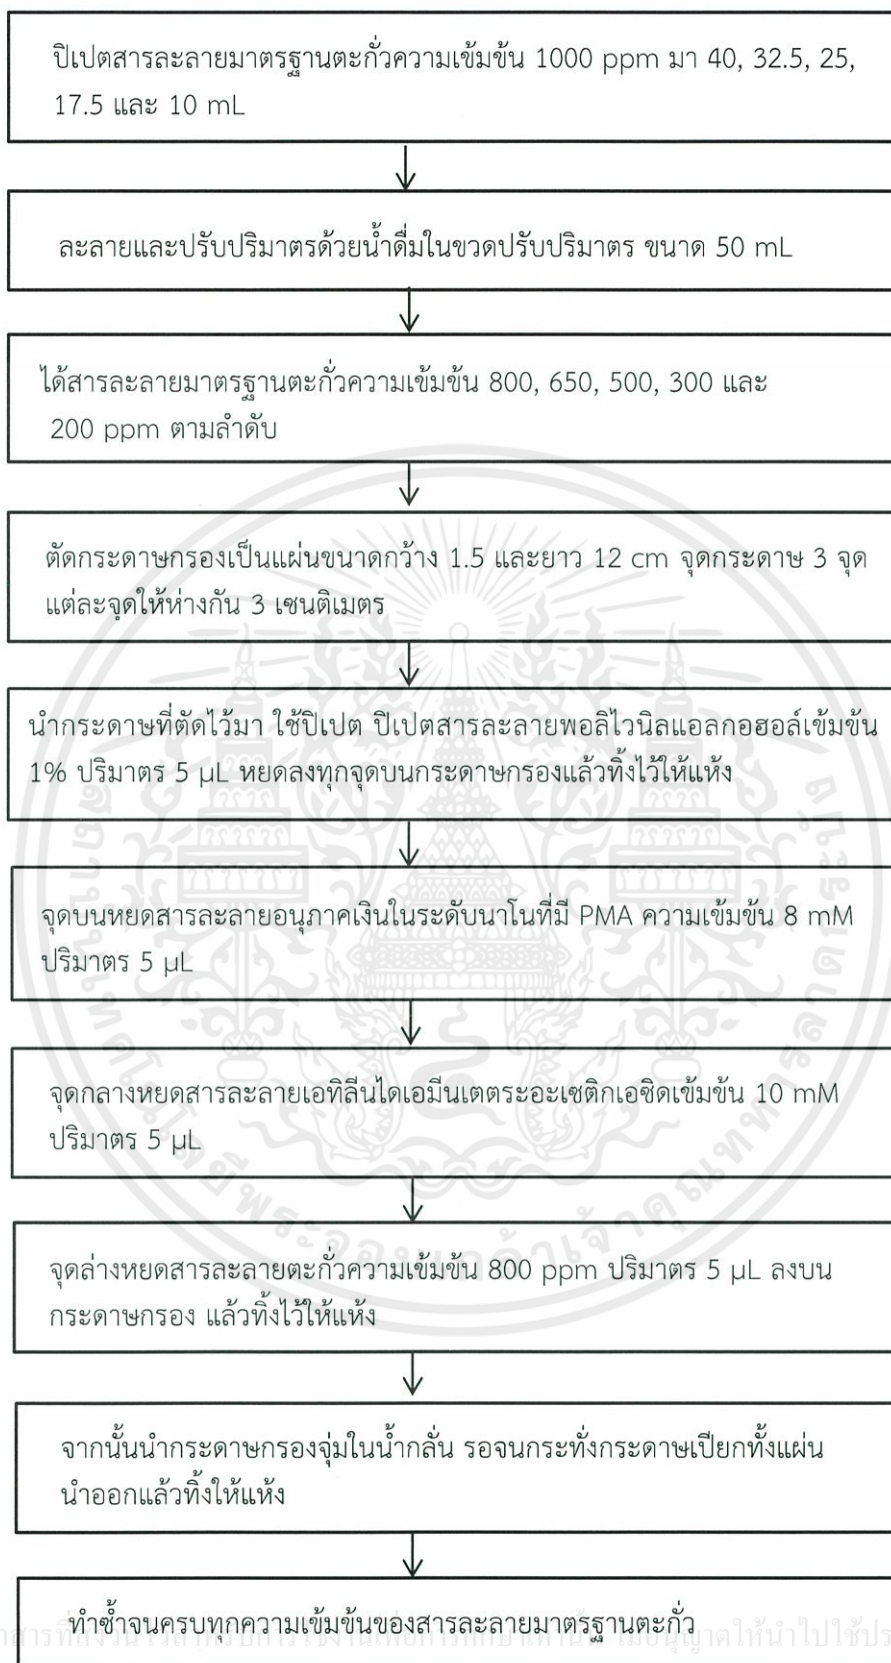 ปิเปตสารละลายมาตรฐานตะกั่วความเข้มข้น 1000 ppm มา 40, 32.5, 25,
17.5 และ 10 mL
ละลายและปรับปริมาตรด้วยน้ำดื่มในขวดปรับปริมาตร ขนาด 50 mL
ได้สารละลายมาตรฐานตะกั่วความเข้มข้น 800, 650, 500, 300 และ
200 ppm ตามลำดับ
ตัดกระดาษกรองเป็นแผ่นขนาดกว้าง 1.5 และยาว 12 cm จุดกระดาษ 3 จุด
แต่ละจุดให้ห่างกัน 3 เซนติเมตร
นำกระดาษที่ตัดไว้มา ใช้ปิเปต ปิเปตสารละลายพอลิไวนิลแอลกอฮอล์เข้มข้น
1% ปริมาตร 5 µL หยดลงทุกจุดบนกระดาษกรองแล้วทิ้งไว้ให้แห้ง
จุดบนหยดสารละลายอนุภาคเงินในระดับนาโนที่มี PMA ความเข้มข้น 8 mM
ปริมาตร 5 µL
จุดกลางหยดสารละลายเอทิลีนไดเอมีนเตตระอะเซติกเอซิดเข้มข้น 10 mM
ปริมาตร 5 µL
จุดล่างหยดสารละลายตะกั่วความเข้มข้น 800 ppm ปริมาตร 5 µL ลงบน
กระดาษกรอง แล้วทิ้งไว้ให้แห้ง
จากนั้นนำกระดาษกรองจุ่มในน้ำกลั่น รอจนกระทั่งกระดาษเปียกทั้งแผ่น
นำออกแล้วทิ้งให้แห้ง
ทำซ้ำจนครบทุกความเข้มข้นของสารละลายมาตรฐานตะกั่ว